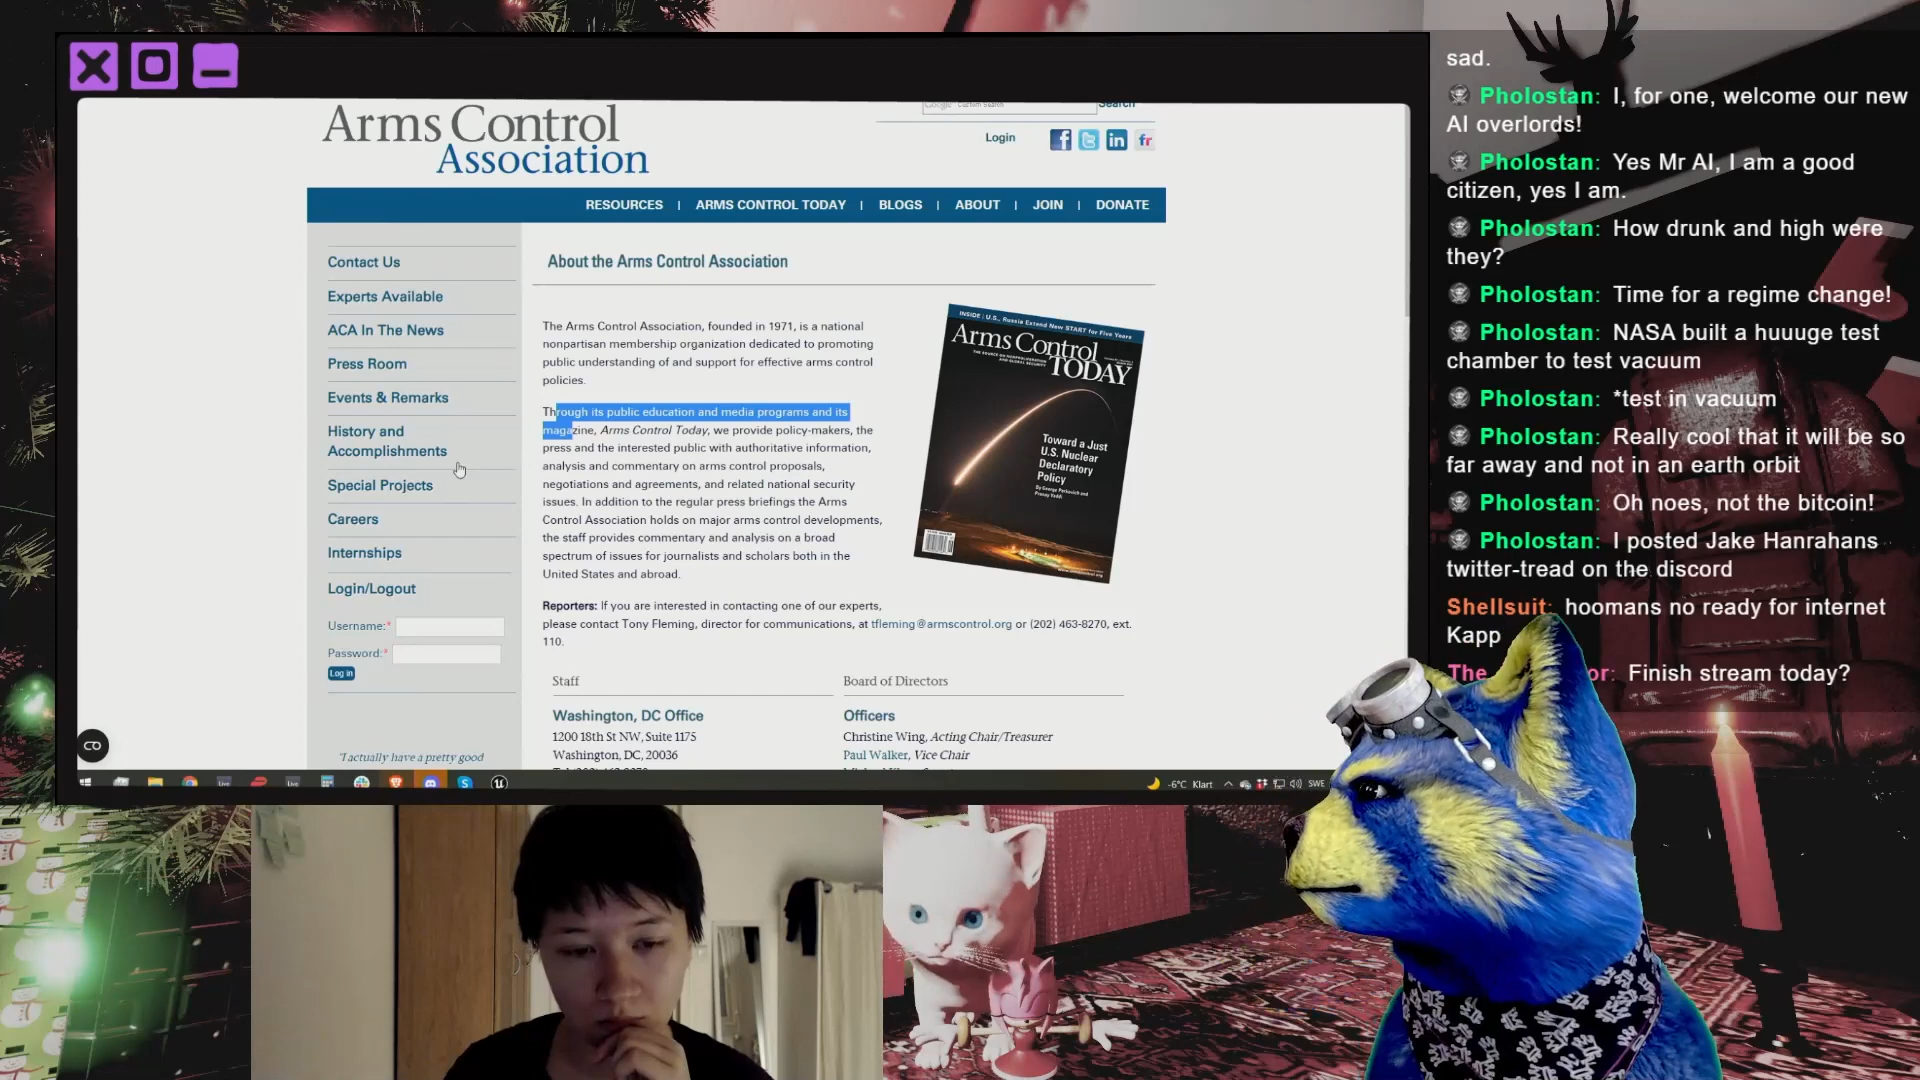 Arms Control
Association
Google Custom Search
Search
Login
RESOURCES | ARMS CONTROL TODAY | BLOGS | ABOUT | JOIN | DONATE
Contact Us
Experts Available
ACA In The News
Press Room
Events & Remarks
History and
Accomplishments
Special Projects
Careers
Internships
Login/Logout
Username:*
Password:*
Log in
"I actually have a pretty good
About the Arms Control Association
The Arms Control Association, founded in 1971, is a national
nonpartisan membership organization dedicated to promoting
public understanding of and support for effective arms control
policies.
Through its public education and media programs and its
magazine, Arms Control Today, we provide policy-makers, the
press and the interested public with authoritative information,
analysis and commentary on arms control proposals,
negotiations and agreements, and related national security
issues. In addition to the regular press briefings the Arms
Control Association holds on major arms control developments,
the staff provides commentary and analysis on a broad
spectrum of issues for journalists and scholars both in the
United States and abroad.
Reporters: If you are interested in contacting one of our experts,
please contact Tony Fleming, director for communications, at tfleming@armscontrol.org or (202) 463-8270, ext.
110.
INSIDE | U.S., Russia Extend New START for Five Years
Arms Control
TODAY
Toward a Just
U.S. Nuclear
Declaratory
Policy
Staff
Washington, DC Office
1200 18th St NW, Suite 1175
Washington, DC, 20036
Board of Directors
Officers
Christine Wing, Acting Chair/Treasurer
Paul Walker, Vice Chair
-6°C Klart
SWE
sad.
Pholostan: I, for one, welcome our new
AI overlords!
Pholostan: Yes Mr AI, I am a good
citizen, yes I am.
Pholostan: How drunk and high were
they?
Pholostan: Time for a regime change!
Pholostan: NASA built a huuuge test
chamber to test vacuum
Pholostan: *test in vacuum
Pholostan: Really cool that it will be so
far away and not in an earth orbit
Pholostan: Oh noes, not the bitcoin!
Pholostan: I posted Jake Hanrahans
twitter-tread on the discord
Shellsuit: hoomans no ready for internet
Kapp
The or: Finish stream today?